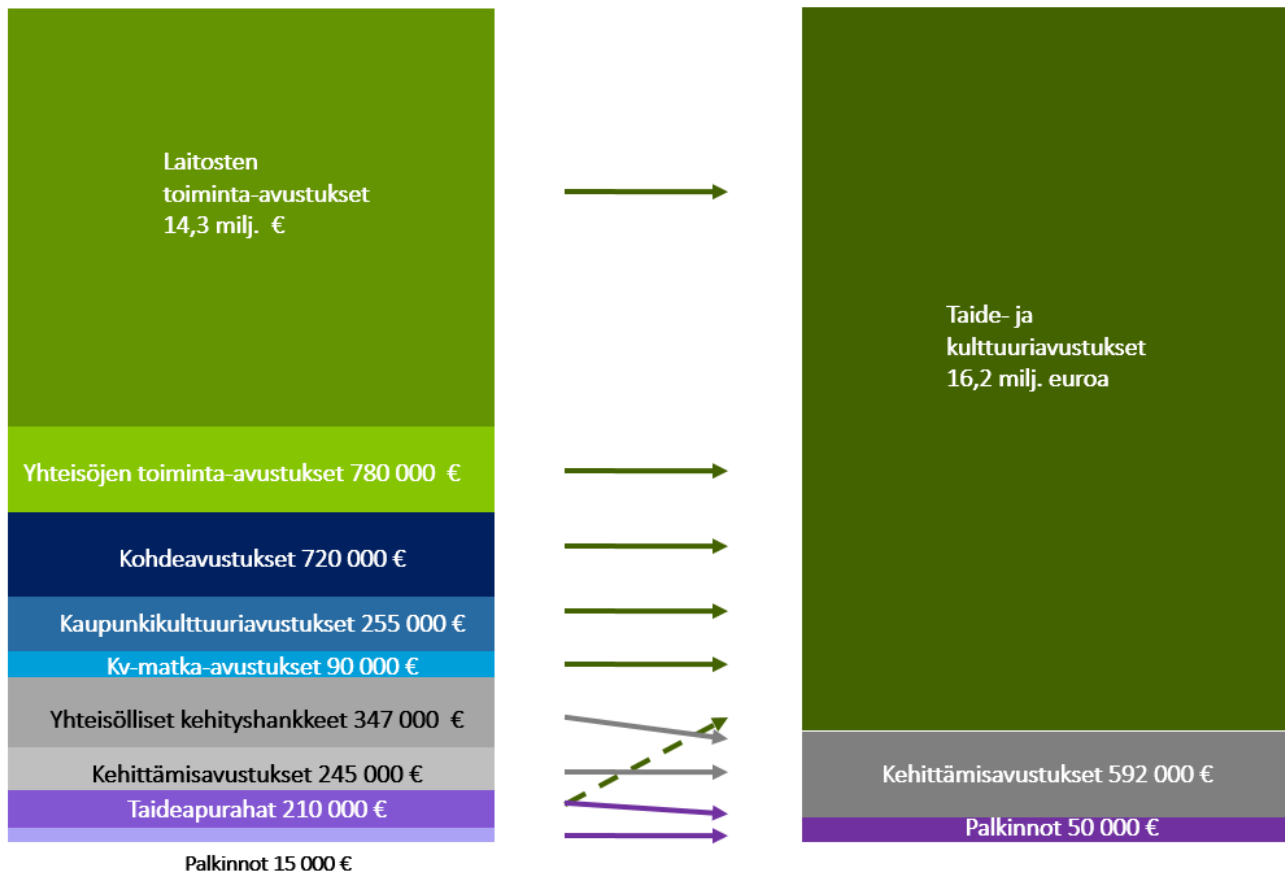 Laitosten
toiminta-avustukset
14,3 milj. €
Yhteisöjen toiminta-avustukset 780 000 €
Kohdeavustukset 720 000 €
Kaupunkikulttuuriavustukset 255 000 €
Kv-matka-avustukset 90 000 €
Yhteisölliset kehityshankkeet 347 000 €
Kehittämisavustukset 245 000 €
Taideapurahat 210 000 €
Palkinnot 15 000 €
Taide- ja
kulttuuriavustukset
16,2 milj. euroa
Kehittämisavustukset 592 000 €
Palkinnot 50 000 €